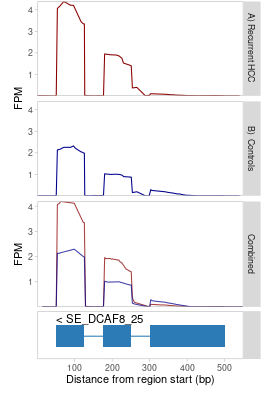 A) Recurrent HCC
FPM
4
3
2
1
B) Controls
4
3
2
1
Combined
FPM
4
3
2
1
< SE_DCAF8_25
100 200 300 400 500
Distance from region start (bp)